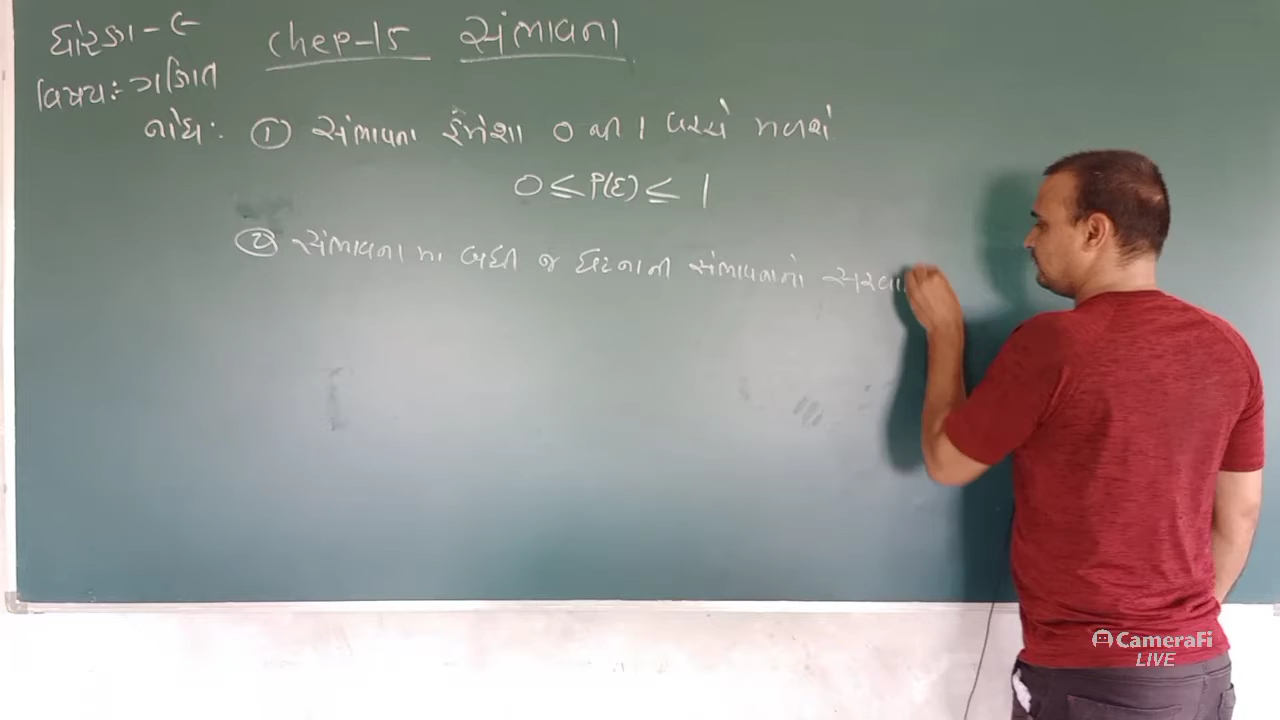 ધોરણ - ૯
Chep-15 સંભાવના
વિષય: ગણિત
નોંધ: ① સંભાવના હંમેશા 0 થી 1 વચ્ચે મળશે
0 ≤ P(E) ≤ 1
② સંભાવના મા બધી જ ઘટનાની સંભાવનાનો સરવા
CameraFi
LIVE